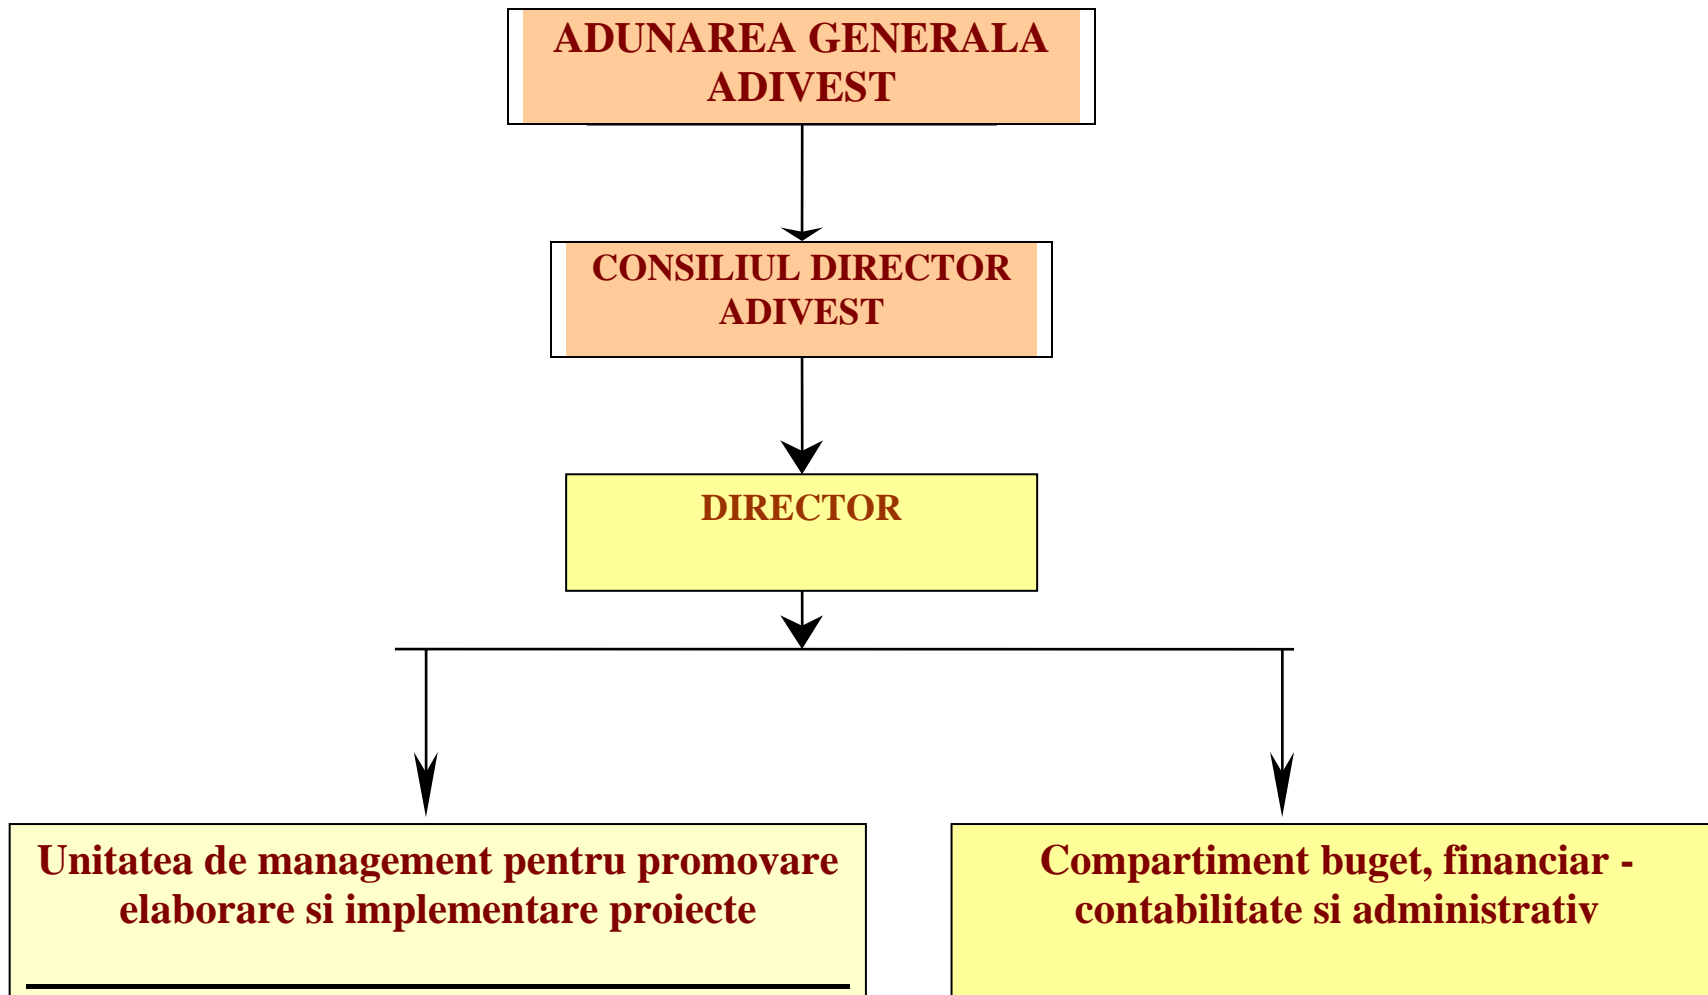 ADUNAREA GENERALA
ADIVEST
CONSILIUL DIRECTOR
ADIVEST
DIRECTOR
Unitatea de management pentru promovare
elaborare si implementare proiecte
Compartiment buget, financiar -
contabilitate si administrativ